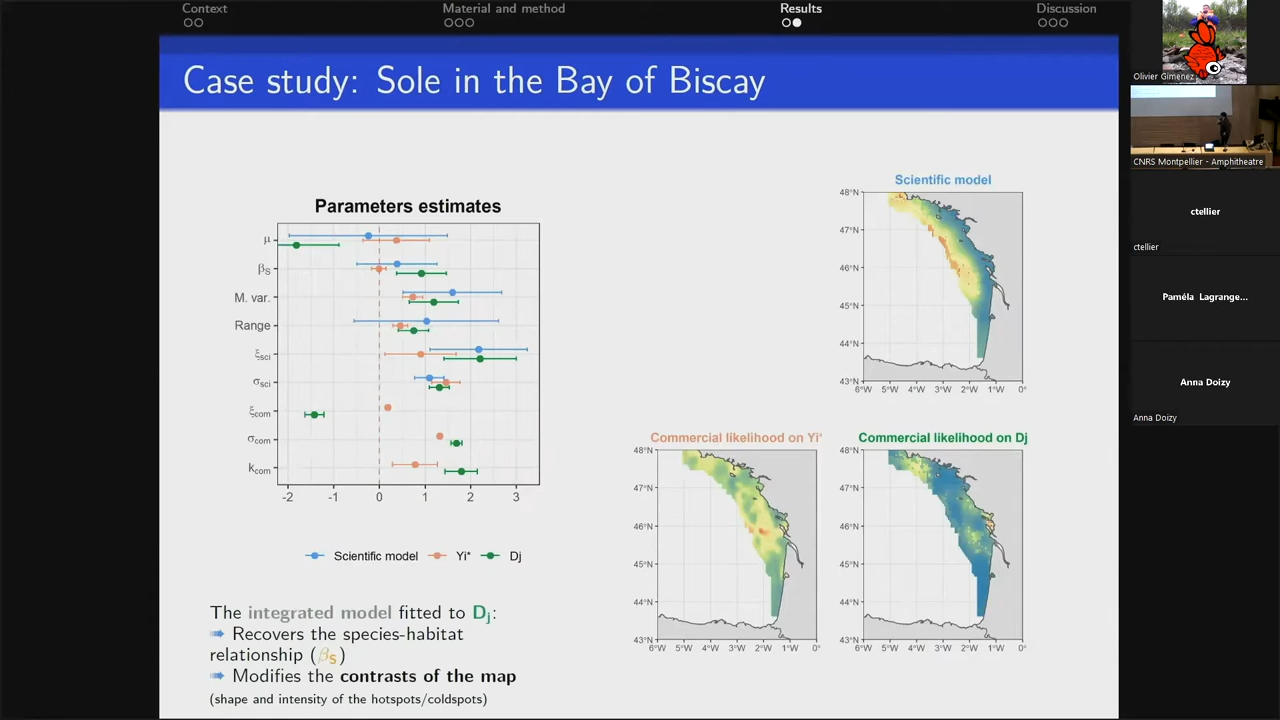 Context
Material and method
Results
Discussion
Case study: Sole in the Bay of Biscay
Parameters estimates
μ
βS
M. var.
Range
ξsci
σsci
ξcom
σcom
kcom
-2 -1 0 1 2 3
Scientific model Yi* Dj
The integrated model fitted to Dj:
Recovers the species-habitat
relationship (βS)
Modifies the contrasts of the map
(shape and intensity of the hotspots/coldspots)
Scientific model
48°N
47°N
46°N
45°N
44°N
43°N
6°W 5°W 4°W 3°W 2°W 1°W 0°
Commercial likelihood on Yi*
48°N
47°N
46°N
45°N
44°N
43°N
6°W 5°W 4°W 3°W 2°W 1°W 0°
Commercial likelihood on Dj
48°N
47°N
46°N
45°N
44°N
43°N
6°W 5°W 4°W 3°W 2°W 1°W 0°
Olivier Gimenez
CNRS Montpellier - Amphitheatre
ctellier
ctellier
Paméla Lagrange...
Anna Doizy
Anna Doizy